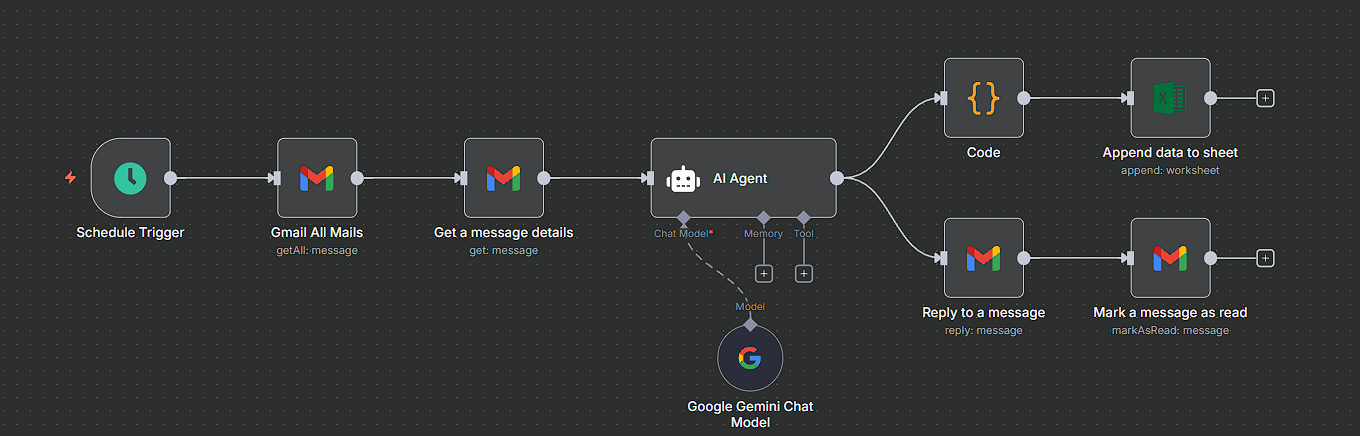 Schedule Trigger
Gmail All Mails
getAll: message
Get a message details
get: message
AI Agent
Chat Model*
Memory
Tool
Model
Google Gemini Chat
Model
Code
Append data to sheet
append: worksheet
Reply to a message
reply: message
Mark a message as read
markAsRead: message